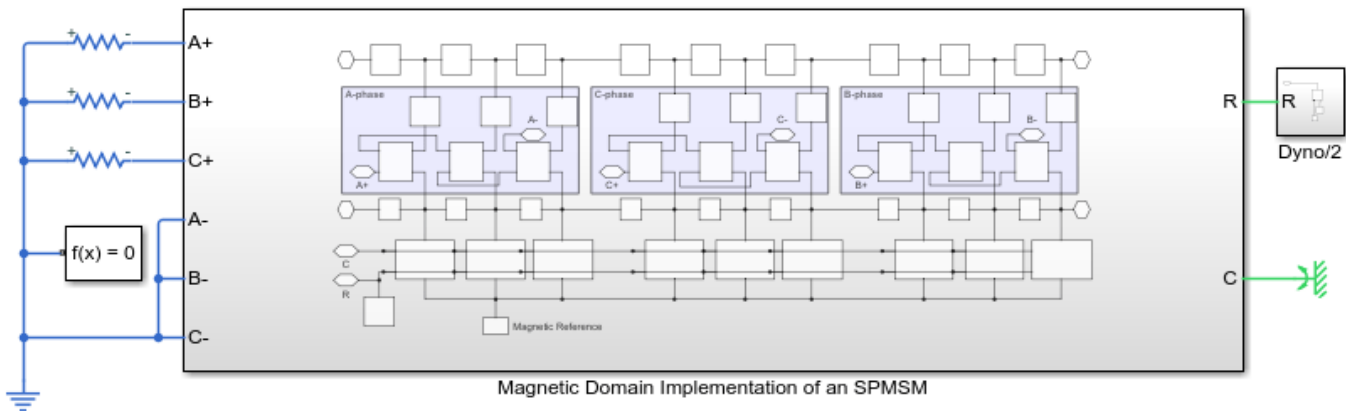 + - A+
+ - B+
+ - C+
A-
B-
C-
f(x) = 0
A-phase
A-
A+
C-phase
C-
C+
B-phase
B-
B+
C
R
Magnetic Reference
R
R
Dyno/2
C
Magnetic Domain Implementation of an SPMSM